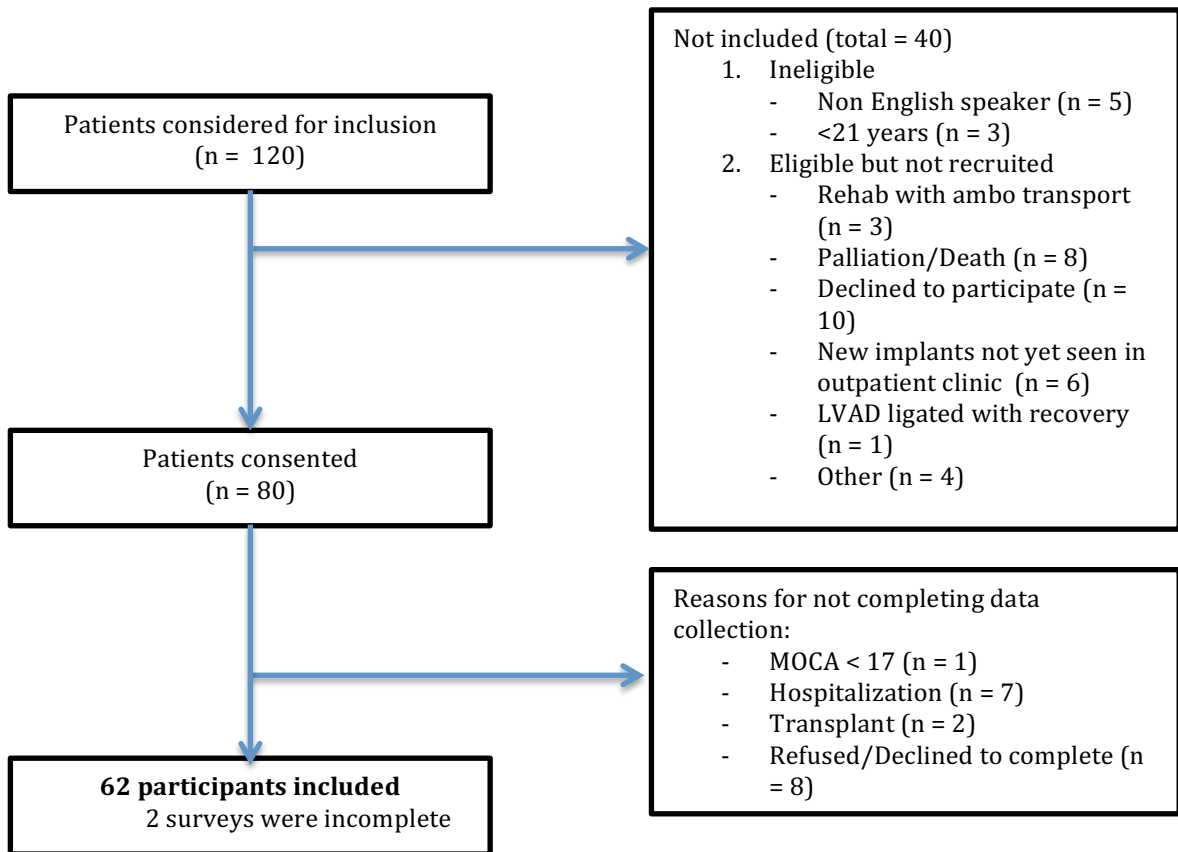 Patients considered for inclusion
(n =  120)
Not included (total = 40)
1. Ineligible
- Non English speaker (n = 5)
- <21 years (n = 3)
2. Eligible but not recruited
- Rehab with ambo transport
(n = 3)
- Palliation/Death (n = 8)
- Declined to participate (n =
10)
- New implants not yet seen in
outpatient clinic  (n = 6)
- LVAD ligated with recovery
(n = 1)
- Other (n = 4)
Patients consented
(n = 80)
Reasons for not completing data
collection:
- MOCA < 17 (n = 1)
- Hospitalization (n = 7)
- Transplant (n = 2)
- Refused/Declined to complete (n
= 8)
62 participants included
2 surveys were incomplete